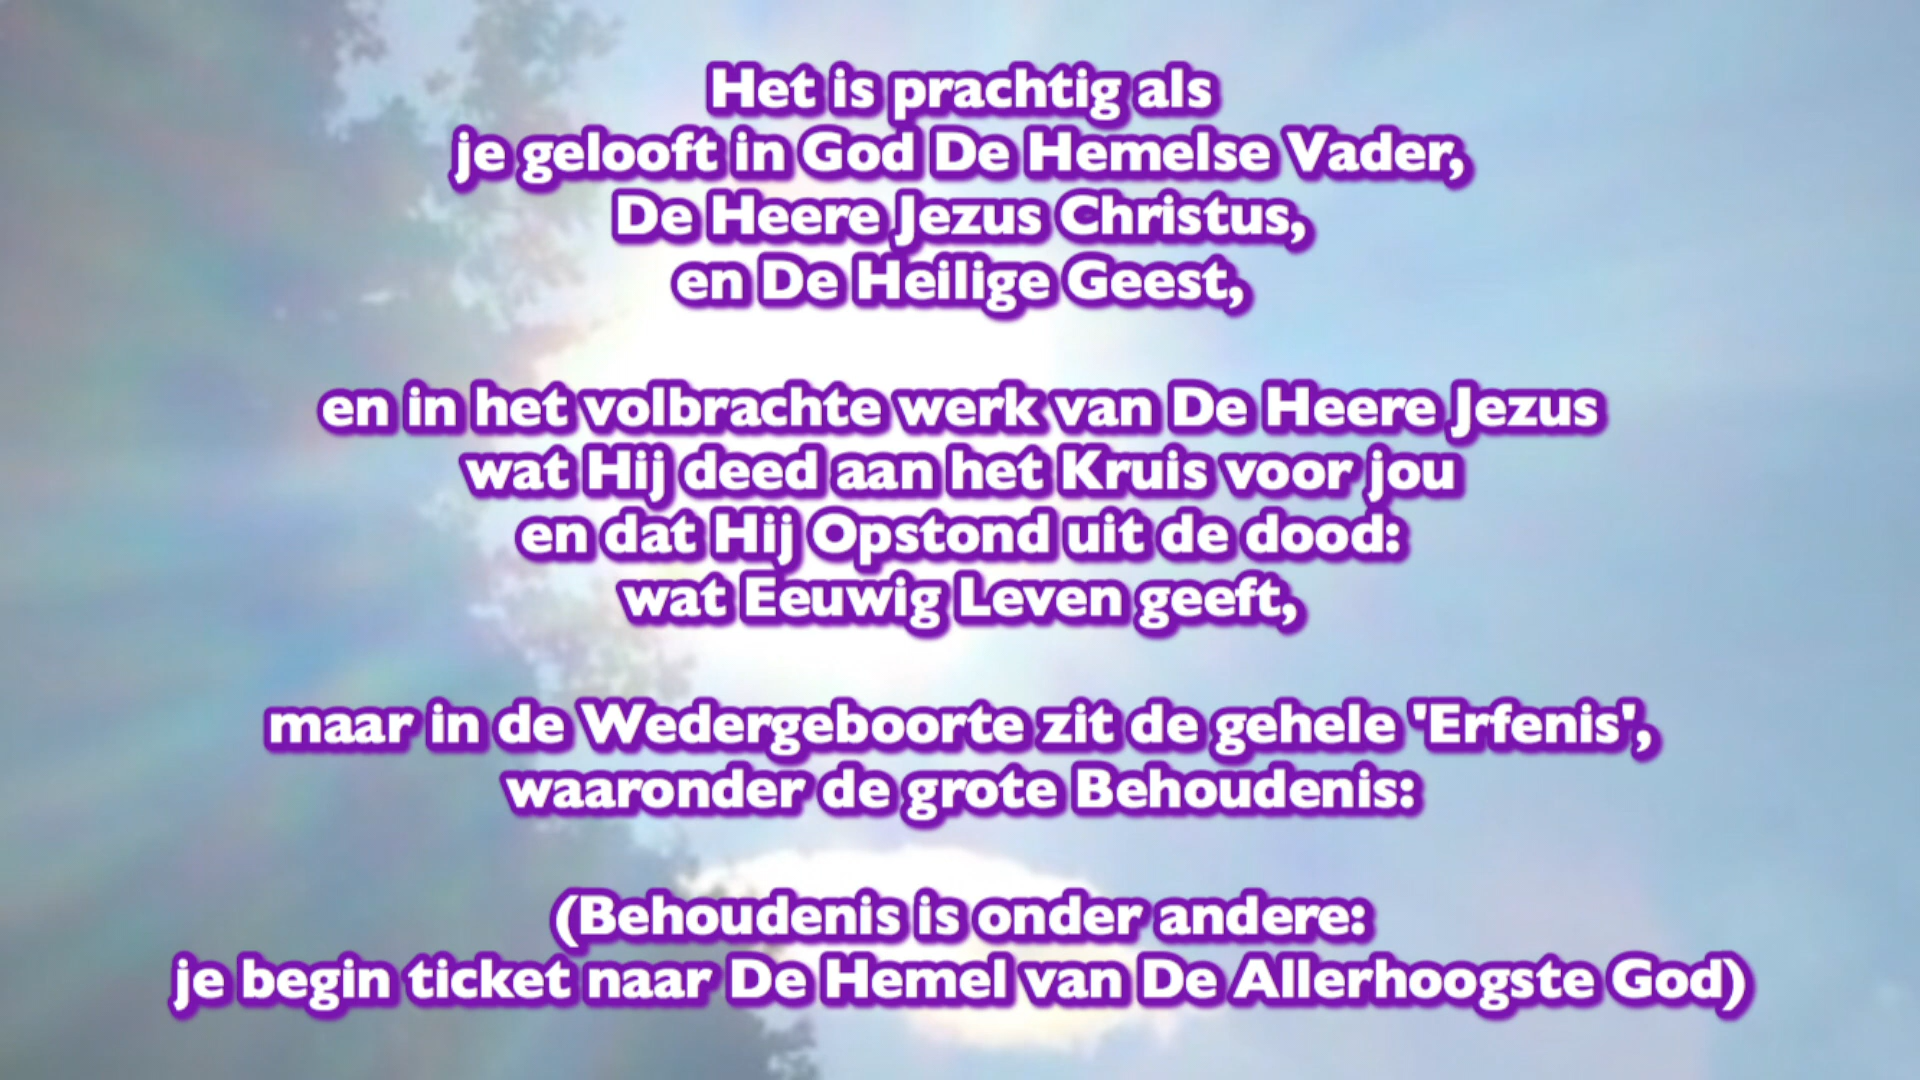 Het is prachtig als
je gelooft in God De Hemelse Vader,
De Heere Jezus Christus,
en De Heilige Geest,
en in het volbrachte werk van De Heere Jezus
wat Hij deed aan het Kruis voor jou
en dat Hij Opstond uit de dood:
wat Eeuwig Leven geeft,
maar in de Wedergeboorte zit de gehele 'Erfenis',
waaronder de grote Behoudenis:
(Behoudenis is onder andere:
je begin ticket naar De Hemel van De Allerhoogste God)